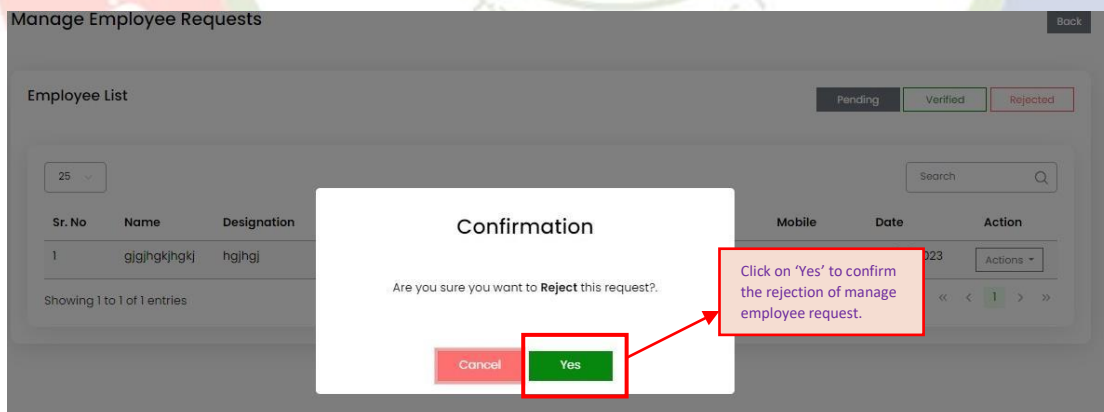 Manage Employee Requests
Back
Employee List
Pending
Verified
Rejected
25
Search
Sr. No Name Designation Mobile Date Action
1 gjgjhgkjhgkj hgjhgj 023 Actions
Showing 1 to 1 of 1 entries
« < 1 > »
Confirmation
Are you sure you want to Reject this request?.
Cancel
Yes
Click on ‘Yes’ to confirm
the rejection of manage
employee request.